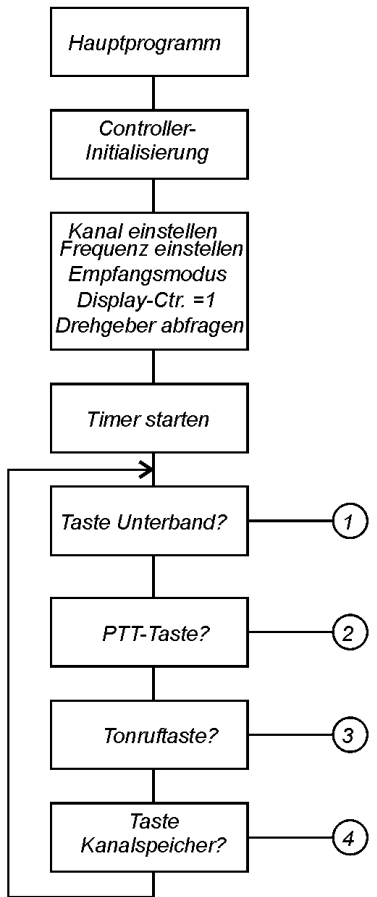 Hauptprogramm
Controller-
Initialisierung
Kanal einstellen
Frequenz einstellen
Empfangsmodus
Display-Ctr. =1
Drehgeber abfragen
Timer starten
Taste Unterband?
1
PTT-Taste?
2
Tonruftaste?
3
Taste
Kanalspeicher?
4